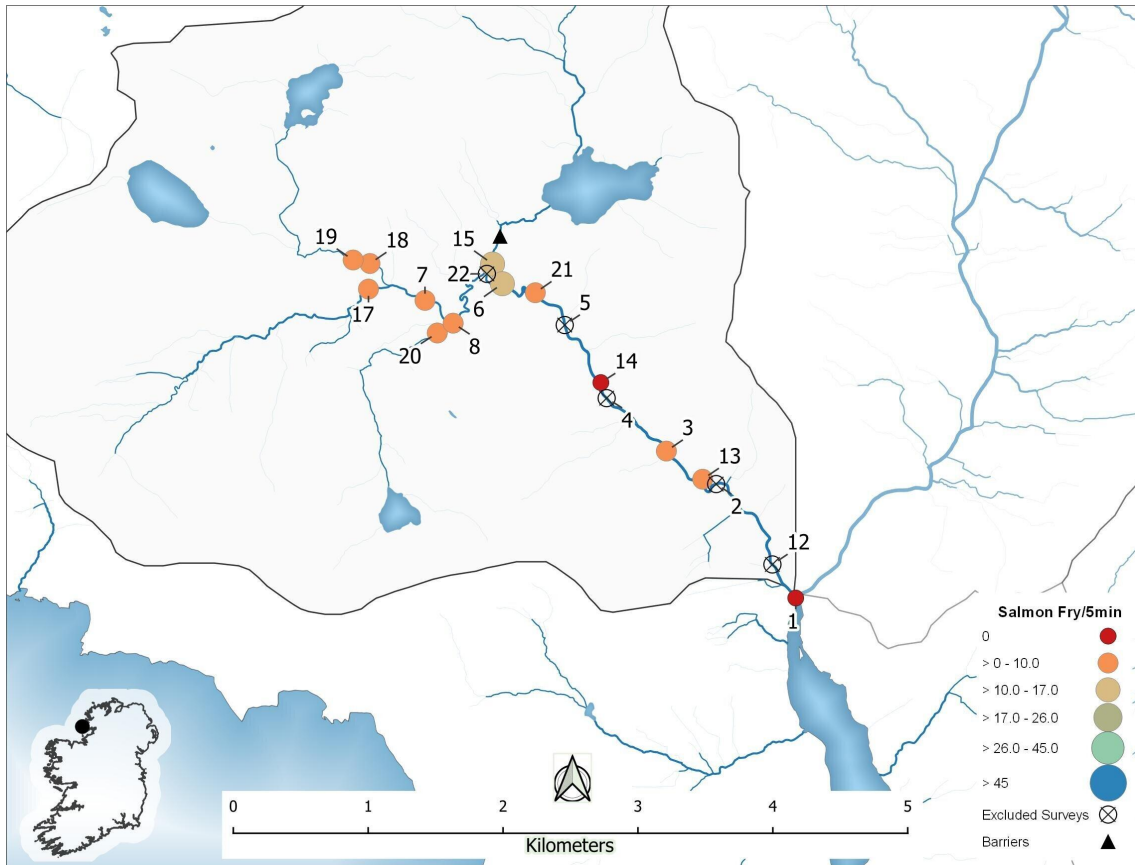 15
19
18
22
7
21
6
5
17
8
20
14
4
3
13
2
12
1
Salmon Fry/5min
0
> 0 - 10.0
> 10.0 - 17.0
> 17.0 - 26.0
> 26.0 - 45.0
> 45
Excluded Surveys
Barriers
0 1 2 3 4 5
Kilometers